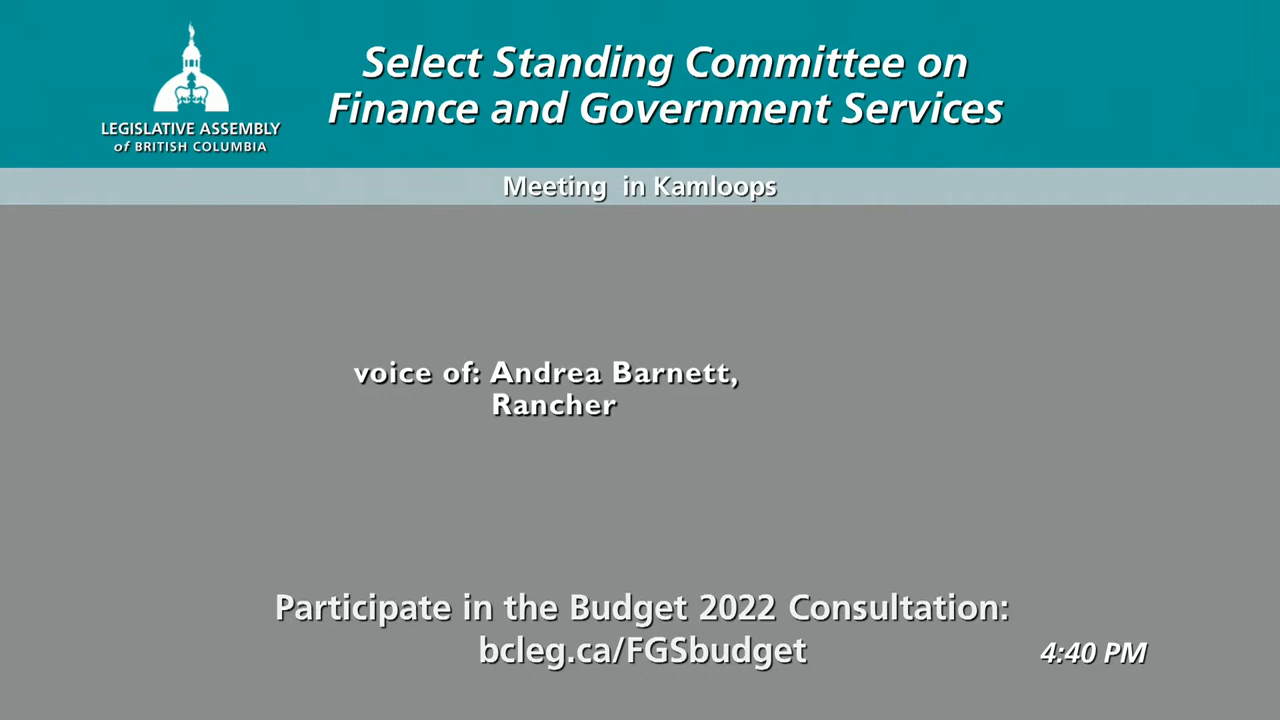 Select Standing Committee on
Finance and Government Services
LEGISLATIVE ASSEMBLY
of BRITISH COLUMBIA
Meeting in Kamloops
voice of: Andrea Barnett,
Rancher
Participate in the Budget 2022 Consultation:
bcleg.ca/FGSbudget
4:40 PM